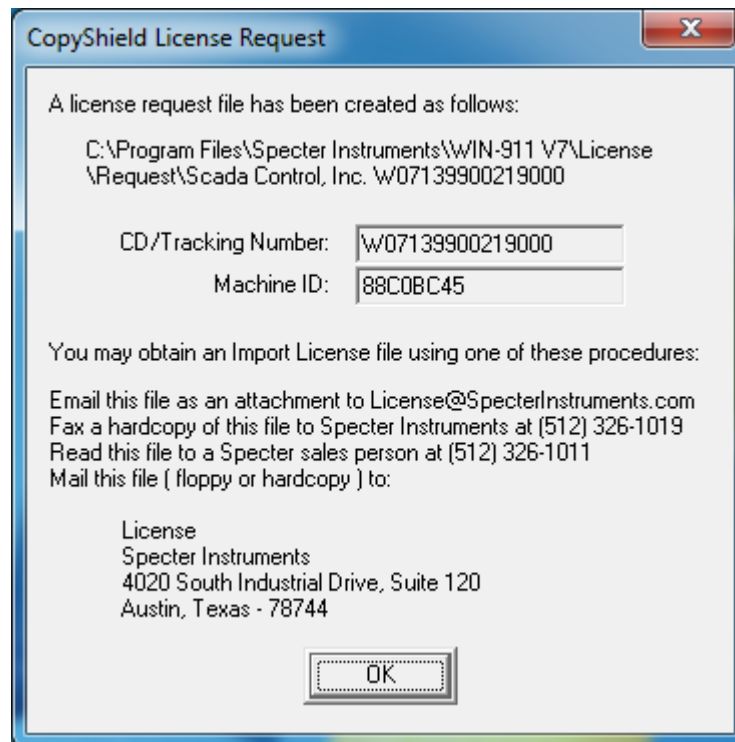 CopyShield License Request
A license request file has been created as follows:
C:\Program Files\Specter Instruments\WIN-911 V7\License
\Request\Scada Control, Inc. W07139900219000
CD/Tracking Number: W07139900219000
Machine ID: 88C0BC45
You may obtain an Import License file using one of these procedures:
Email this file as an attachment to License@SpecterInstruments.com
Fax a hardcopy of this file to Specter Instruments at (512) 326-1019
Read this file to a Specter sales person at (512) 326-1011
Mail this file ( floppy or hardcopy ) to:
License
Specter Instruments
4020 South Industrial Drive, Suite 120
Austin, Texas - 78744
OK